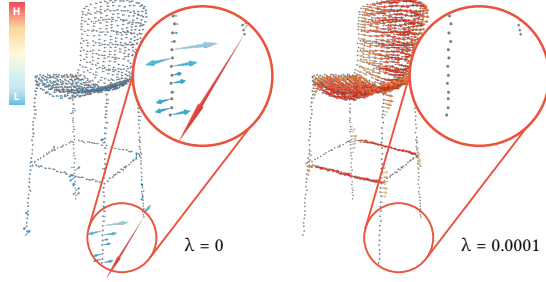 H
L
λ = 0
λ = 0.0001